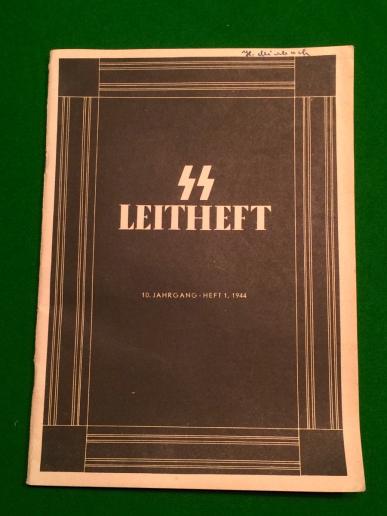 ᛋᛋ
LEITHEFT
10. JAHRGANG · HEFT 1, 1944